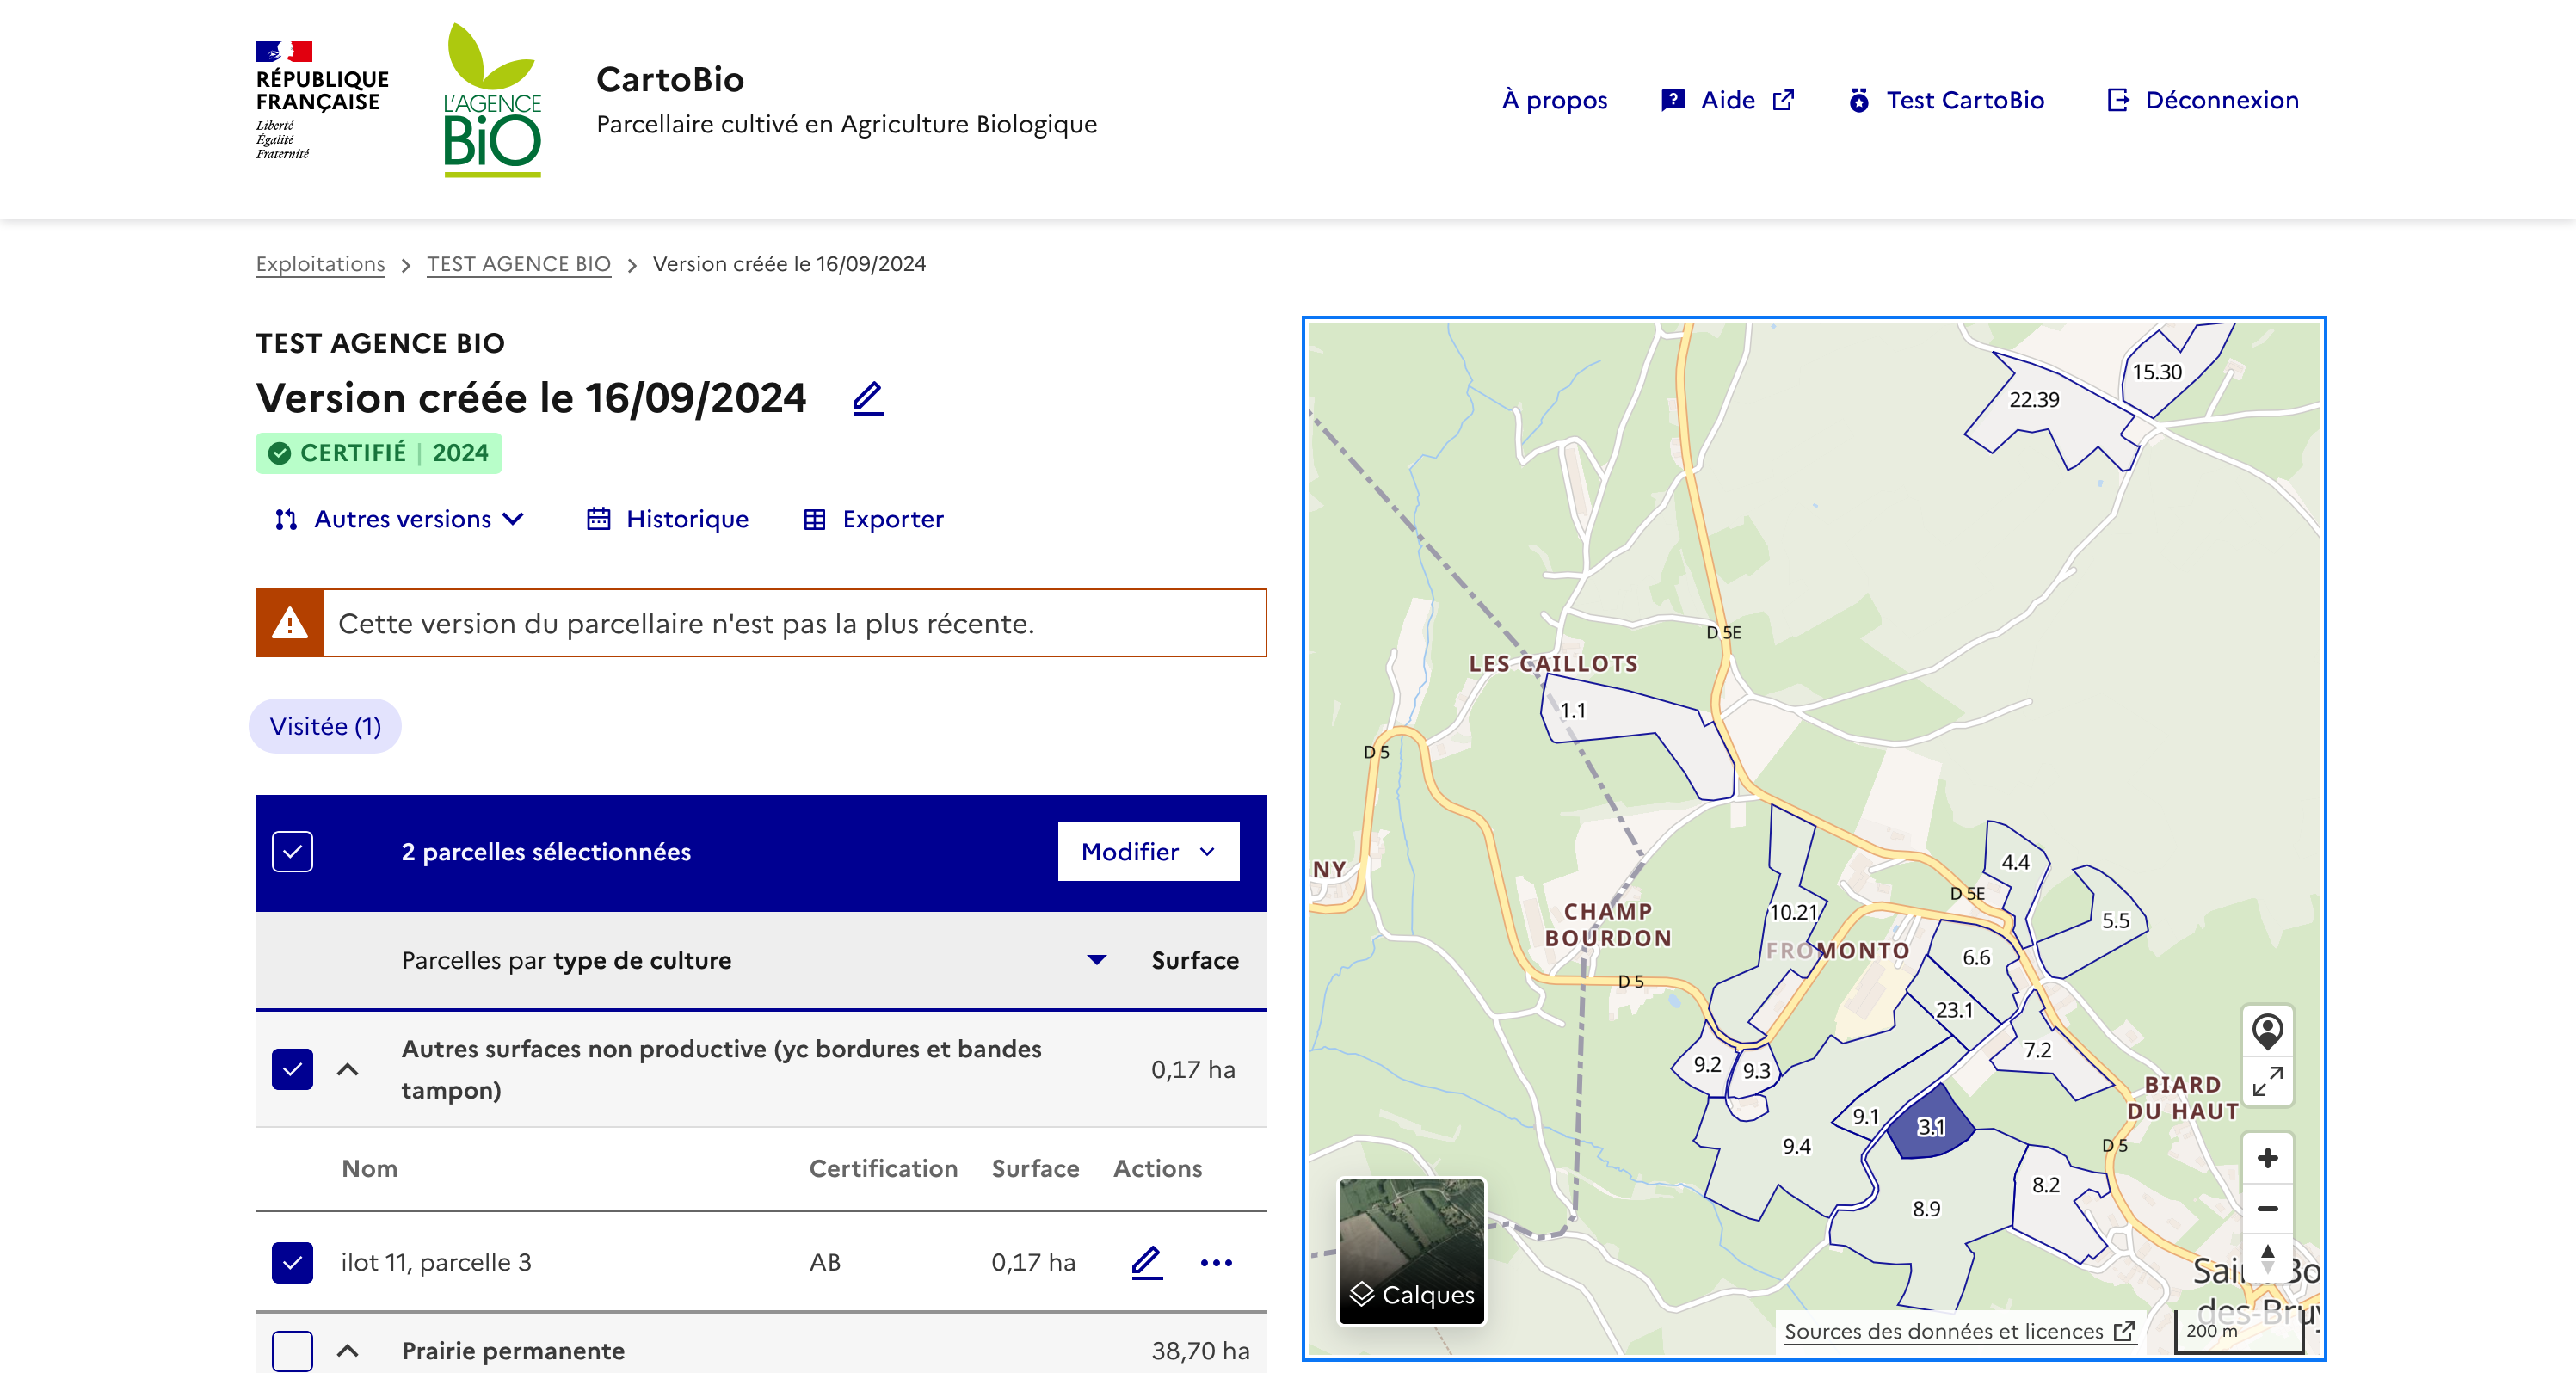 RÉPUBLIQUE
FRANÇAISE
Liberté
Égalité
Fraternité
L'AGENCE
BiO
CartoBio
Parcellaire cultivé en Agriculture Biologique
À propos
Aide
Test CartoBio
Déconnexion
Exploitations > TEST AGENCE BIO > Version créée le 16/09/2024
TEST AGENCE BIO
Version créée le 16/09/2024
CERTIFIÉ | 2024
Autres versions
Historique
Exporter
Cette version du parcellaire n'est pas la plus récente.
Visitée (1)
2 parcelles sélectionnées
Modifier
Parcelles par type de culture
Surface
Autres surfaces non productive (yc bordures et bandes
tampon)
0,17 ha
Nom Certification Surface Actions
ilot 11, parcelle 3 AB 0,17 ha
Prairie permanente 38,70 ha
15.30
22.39
D 5E
LES CAILLOTS
1.1
D 5
NY
4.4
D 5E
CHAMP
BOURDON
10.21
5.5
FROMONTO
6.6
D 5
23.1
7.2
9.2
9.3
BIARD
DU HAUT
9.1
3.1
9.4
D 5
8.2
8.9
Calques
des-Bruy
Sources des données et licences
200 m